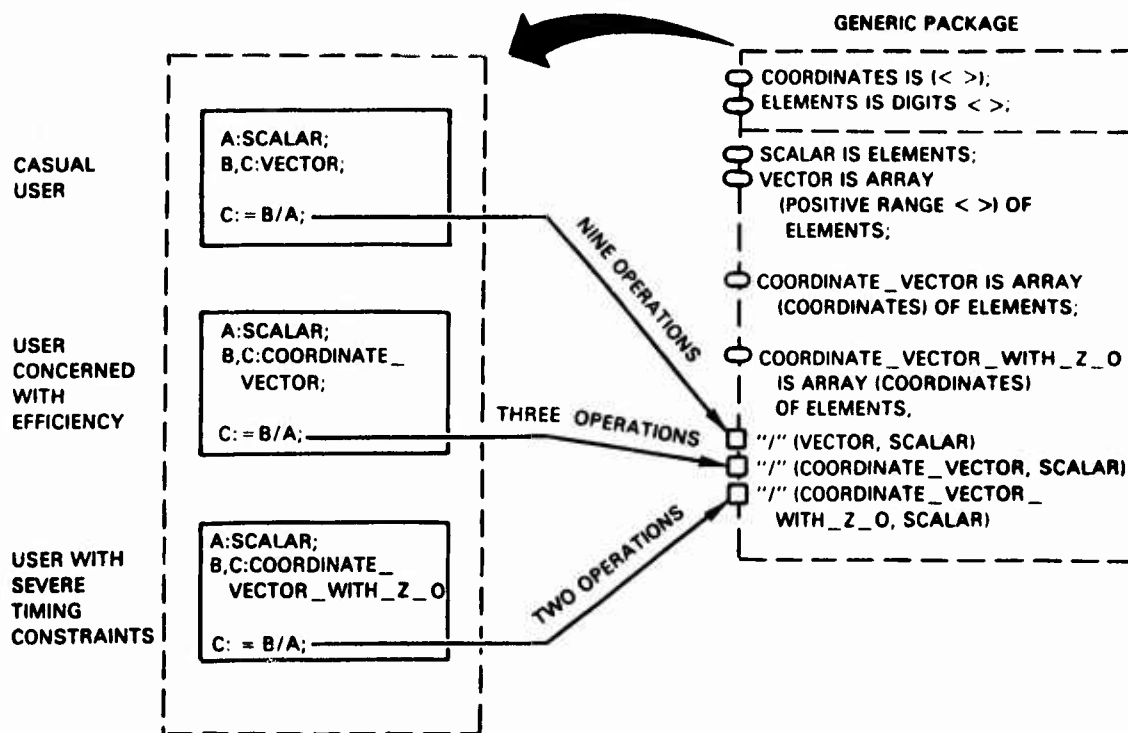 GENERIC PACKAGE
COORDINATES IS (< >);
ELEMENTS IS DIGITS < >;
SCALAR IS ELEMENTS;
VECTOR IS ARRAY
(POSITIVE RANGE < >) OF
ELEMENTS;
COORDINATE_VECTOR IS ARRAY
(COORDINATES) OF ELEMENTS;
COORDINATE_VECTOR_WITH_Z_O
IS ARRAY (COORDINATES)
OF ELEMENTS,
"/" (VECTOR, SCALAR)
"/" (COORDINATE_VECTOR, SCALAR)
"/" (COORDINATE_VECTOR_
WITH_Z_O, SCALAR)
CASUAL
USER
A:SCALAR;
B,C:VECTOR;
C:=B/A;
NINE OPERATIONS
USER
CONCERNED
WITH
EFFICIENCY
A:SCALAR;
B,C:COORDINATE_
VECTOR;
C:=B/A;
THREE OPERATIONS
USER WITH
SEVERE
TIMING
CONSTRAINTS
A:SCALAR;
B,C:COORDINATE_
VECTOR_WITH_Z_O
C: = B/A;
TWO OPERATIONS